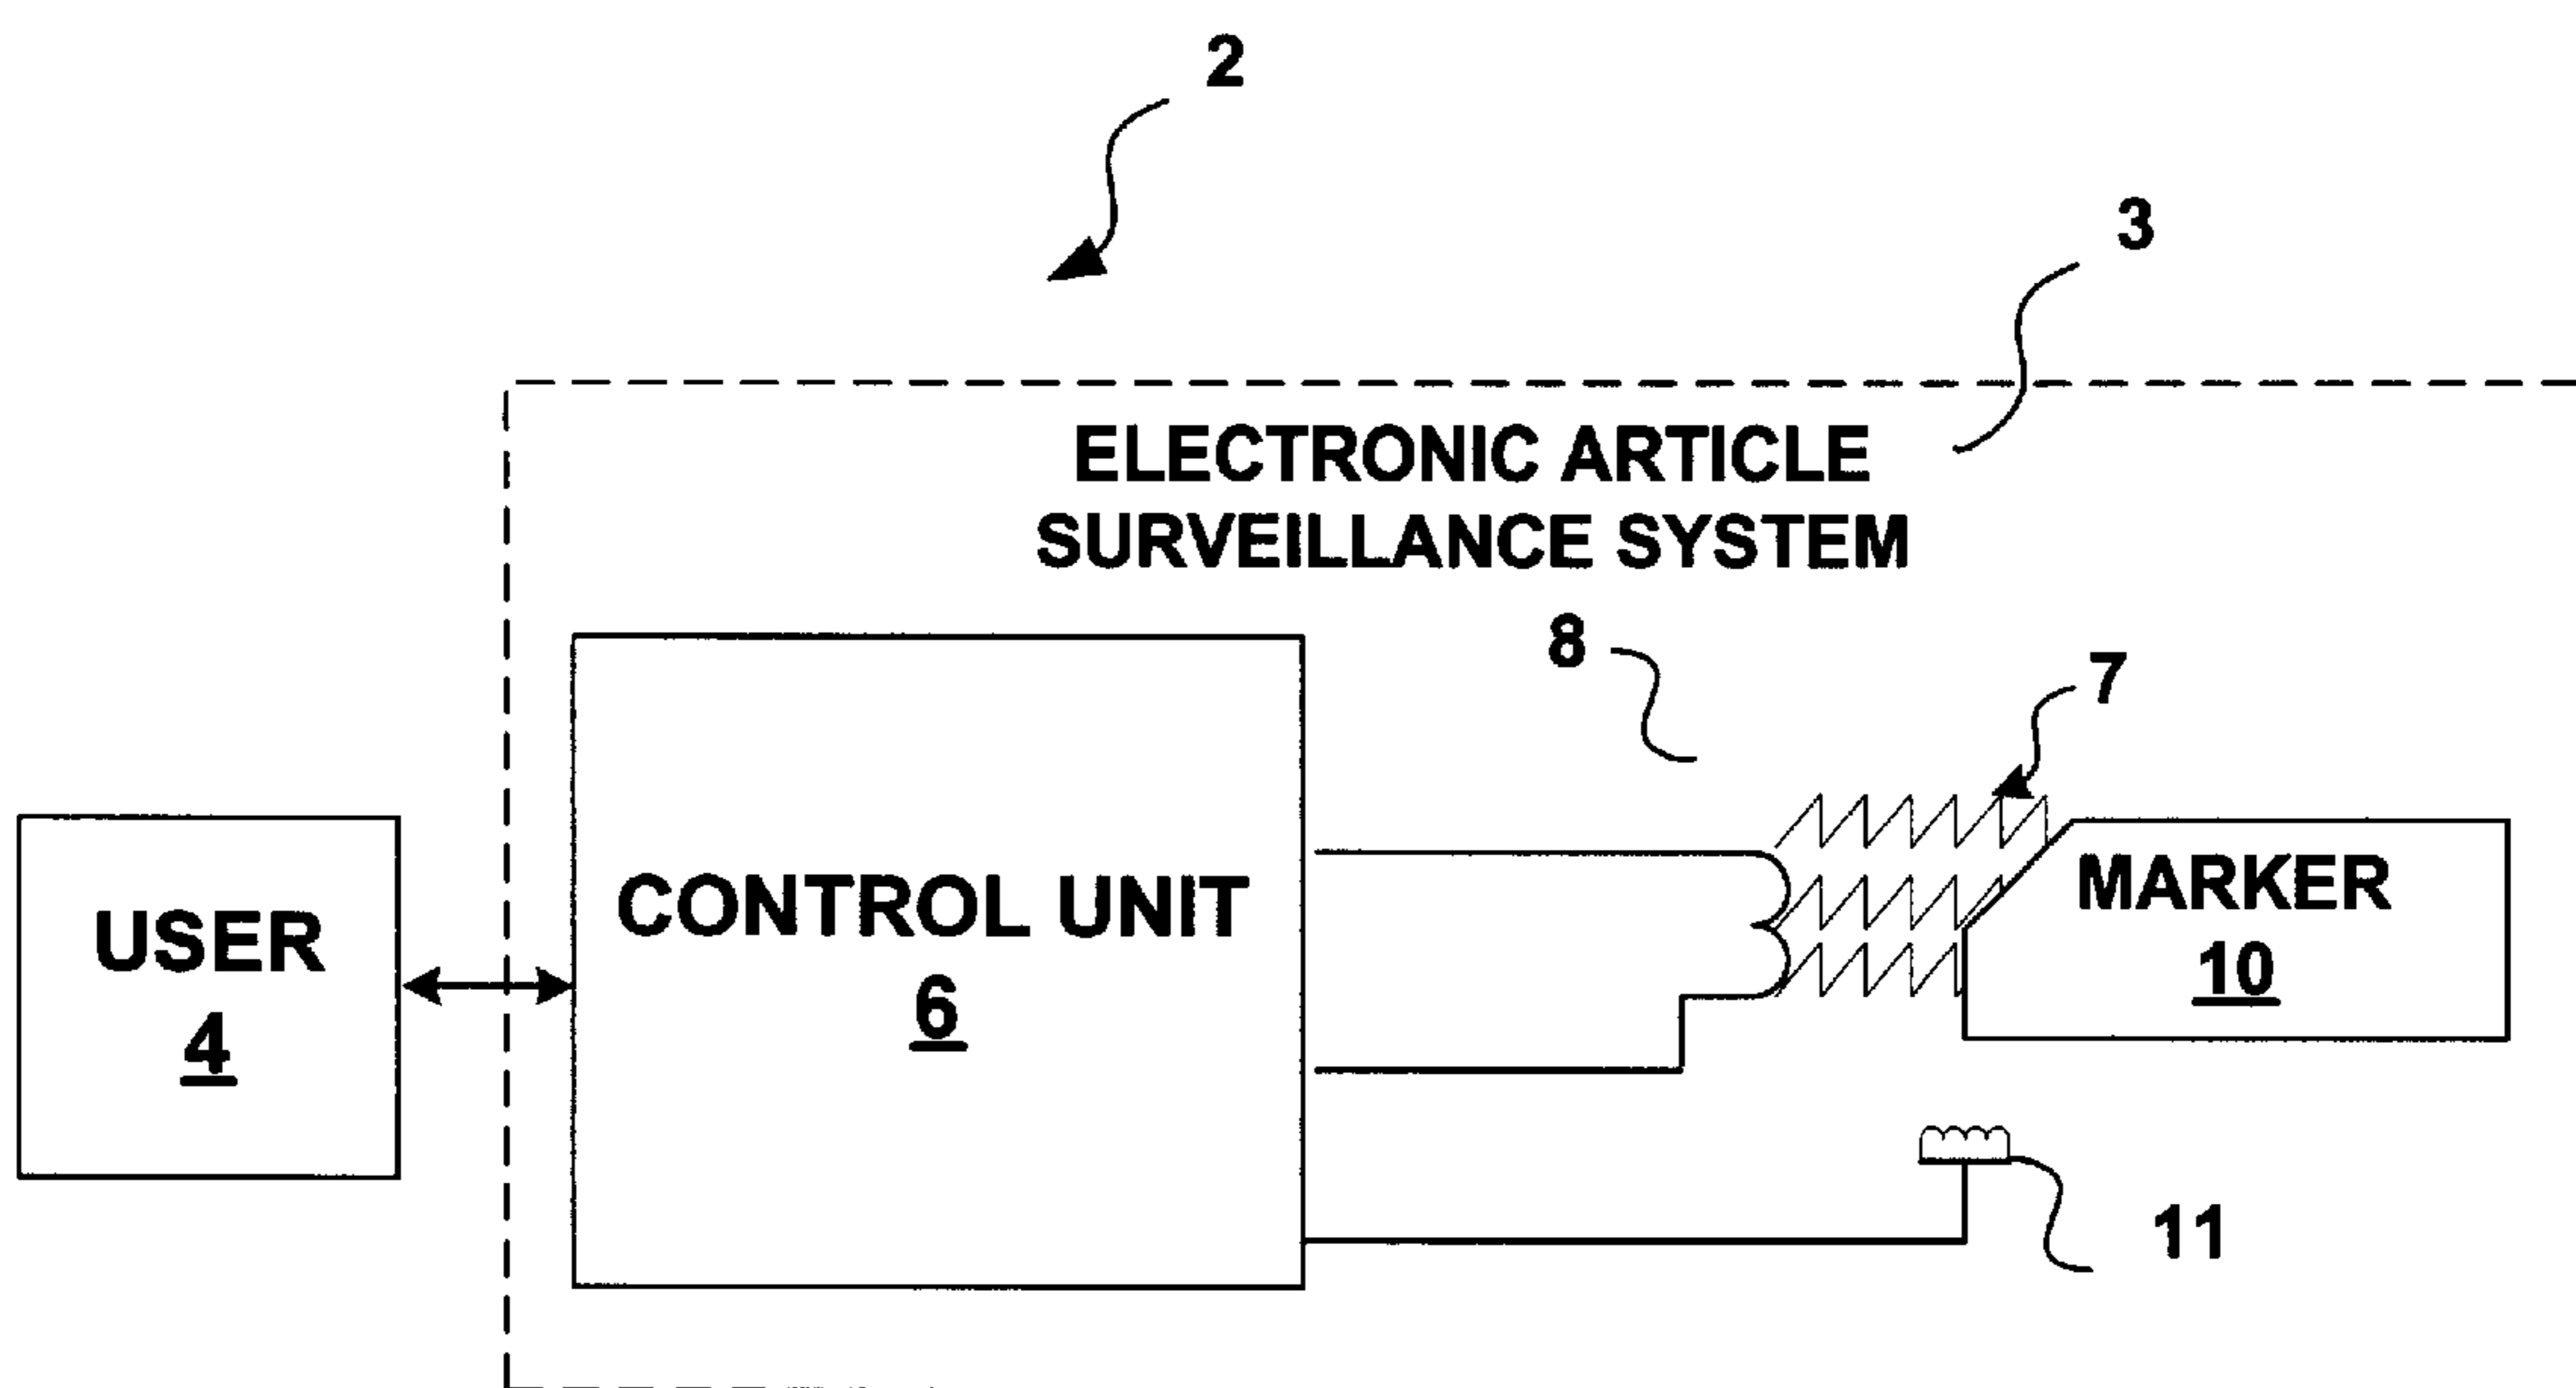 2
3
ELECTRONIC ARTICLE
SURVEILLANCE SYSTEM
8
7
CONTROL UNIT
6
USER
4
MARKER
10
11